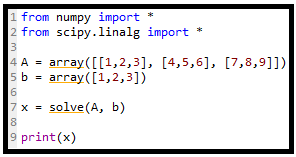 1 from numpy import *
2 from scipy.linalg import *
3
4 A = array([[1,2,3], [4,5,6], [7,8,9]])
5 b = array([1,2,3])
6
7 x = solve(A, b)
8
9 print(x)